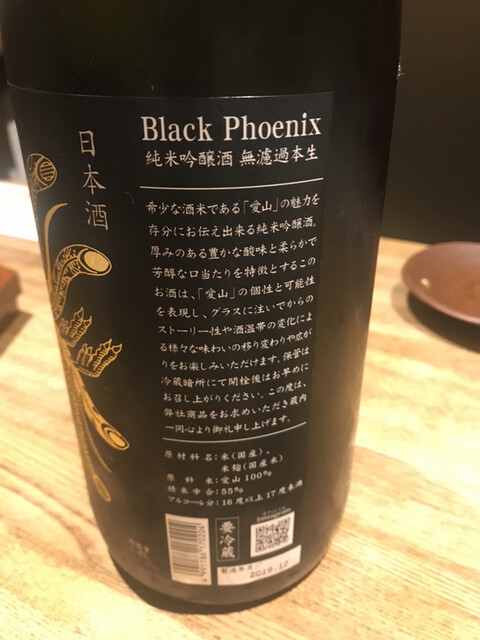 日本酒
Black Phoenix
純米吟醸酒 無濾過本生
希少な酒米である「愛山」の魅力を
存分にお伝え出来る純米吟醸酒。
厚みのある豊かな酸味と柔らかで
芳醇な口当たりを特徴とするこの
お酒は、「愛山」の個性と可能性
を表現し、グラスに注いでからの
ストーリー性や酒温帯の変化によ
る様々な味わいの移り変わりや広が
りをお楽しみいただけます。保管は
冷蔵暗所にて開栓後はお早めに
お召し上がりください。この度は、
弊社商品をお求めいただき蔵内
一同心より御礼申し上げます。
原材料名：米(国産)、
米麹(国産米)
原料米：愛山100%
精米歩合：55%
アルコール分：16度以上17度未満
要冷蔵
Instagram
製造年月
2019.12